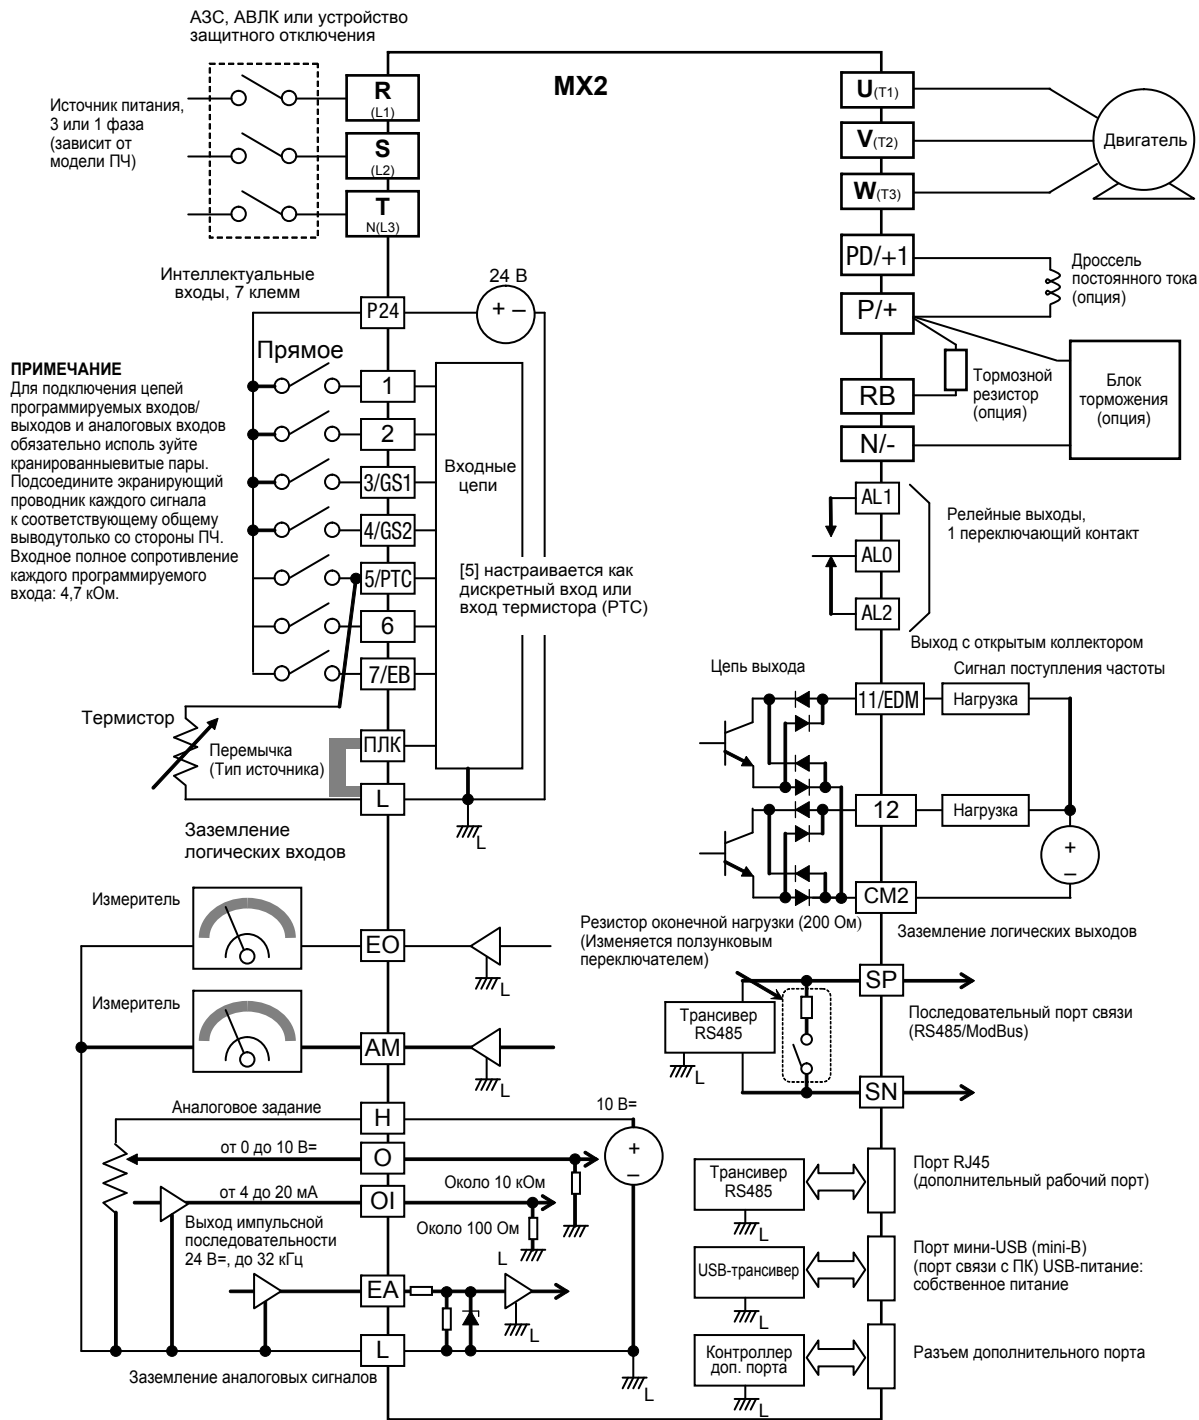 АЗС, АВЛК или устройство
защитного отключения
MX2
Источник питания,
3 или 1 фаза
(зависит от
модели ПЧ)
R
(L1)
S
(L2)
T
N(L3)
U(T1)
V(T2)
W(T3)
Двигатель
PD/+1
P/+
Дроссель
постоянного тока
(опция)
RB
N/-
Тормозной
резистор
(опция)
Блок
торможения
(опция)
Интеллектуальные
входы, 7 клемм
24 В
P24
+ –
Прямое
ПРИМЕЧАНИЕ
Для подключения цепей
программируемых входов/
выходов и аналоговых входов
обязательно исполь зуйте
кранированныевитые пары.
Подсоедините экранирующий
проводник каждого сигнала
к соответствующему общему
выводутолько со стороны ПЧ.
Входное полное сопротивление
каждого программируемого
входа: 4,7 кОм.
1
2
3/GS1
4/GS2
5/PTC
6
7/EB
ПЛК
L
Входные
цепи
[5] настраивается как
дискретный вход или
вход термистора (PTC)
Термистор
Перемычка
(Тип источника)
L
Заземление
логических входов
AL1
AL0
AL2
Релейные выходы,
1 переключающий контакт
Выход с открытым коллектором
Цепь выхода
Сигнал поступления частоты
11/EDM
Нагрузка
12
Нагрузка
+
–
CM2
Заземление логических выходов
Резистор оконечной нагрузки (200 Ом)
(Изменяется ползунковым
переключателем)
SP
Трансивер
RS485
L
Последовательный порт связи
(RS485/ModBus)
SN
Измеритель
EO
L
Измеритель
AM
L
Аналоговое задание
H
10 В=
от 0 до 10 В=
O
+
–
от 4 до 20 мА
OI
Около 10 кОм
Около 100 Ом
Выход импульсной
последовательности
24 В=, до 32 кГц
L
EA
L
L
Заземление аналоговых сигналов
L
Трансивер
RS485
L
Порт RJ45
(дополнительный рабочий порт)
USB-трансивер
L
Порт мини-USB (mini-B)
(порт связи с ПК) USB-питание:
собственное питание
Контроллер
доп. порта
L
Разъем дополнительного порта